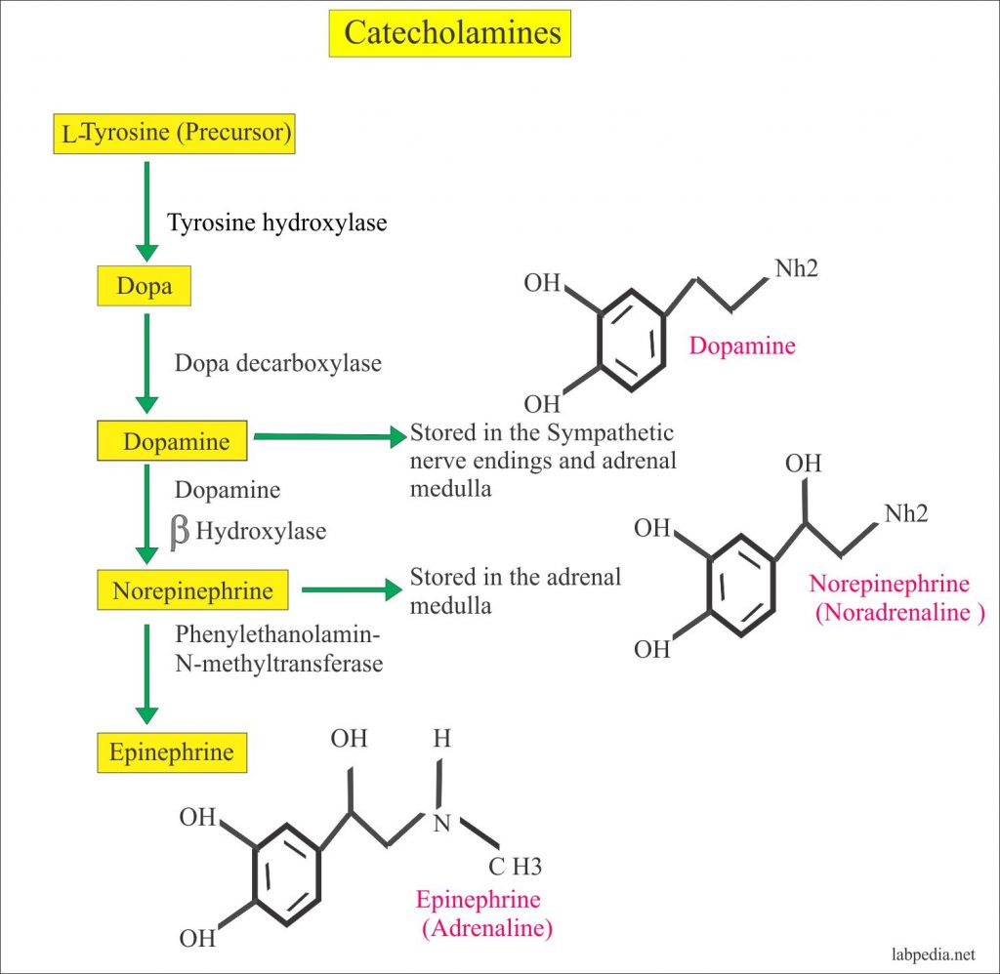 Catecholamines
L-Tyrosine (Precursor)
Tyrosine hydroxylase
Dopa
Dopa decarboxylase
Dopamine
Stored in the Sympathetic
nerve endings and adrenal
medulla
Dopamine
β Hydroxylase
Norepinephrine
Stored in the adrenal
medulla
Phenylethanolamin-
N-methyltransferase
Epinephrine
OH
Nh2
OH
Dopamine
OH
OH
Nh2
OH
Norepinephrine
(Noradrenaline )
OH
H
OH
N
C H3
OH
Epinephrine
(Adrenaline)
labpedia.net